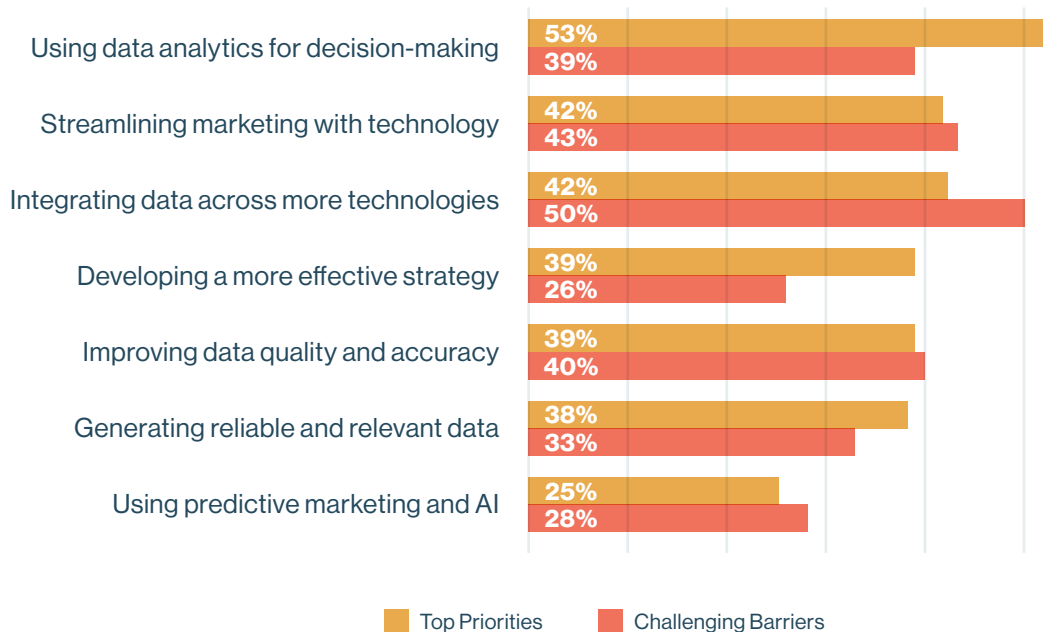 Using data analytics for decision-making
53%
39%
Streamlining marketing with technology
42%
43%
Integrating data across more technologies
42%
50%
Developing a more effective strategy
39%
26%
Improving data quality and accuracy
39%
40%
Generating reliable and relevant data
38%
33%
Using predictive marketing and AI
25%
28%
Top Priorities
Challenging Barriers